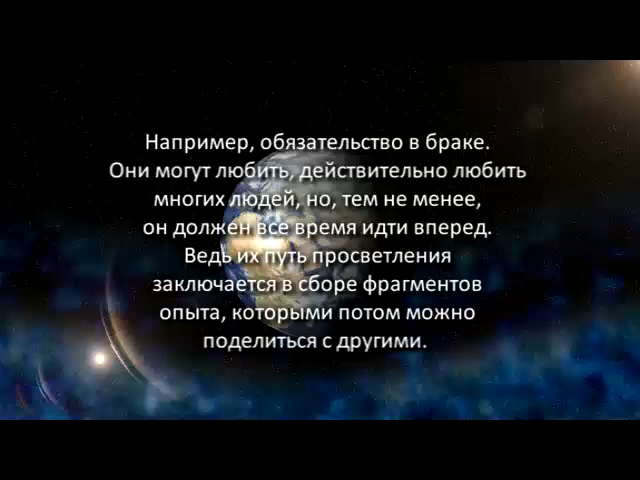 Например, обязательство в браке.
Они могут любить, действительно любить
многих людей, но, тем не менее,
он должен все время идти вперед.
Ведь их путь просветления
заключается в сборе фрагментов
опыта, которыми потом можно
поделиться с другими.